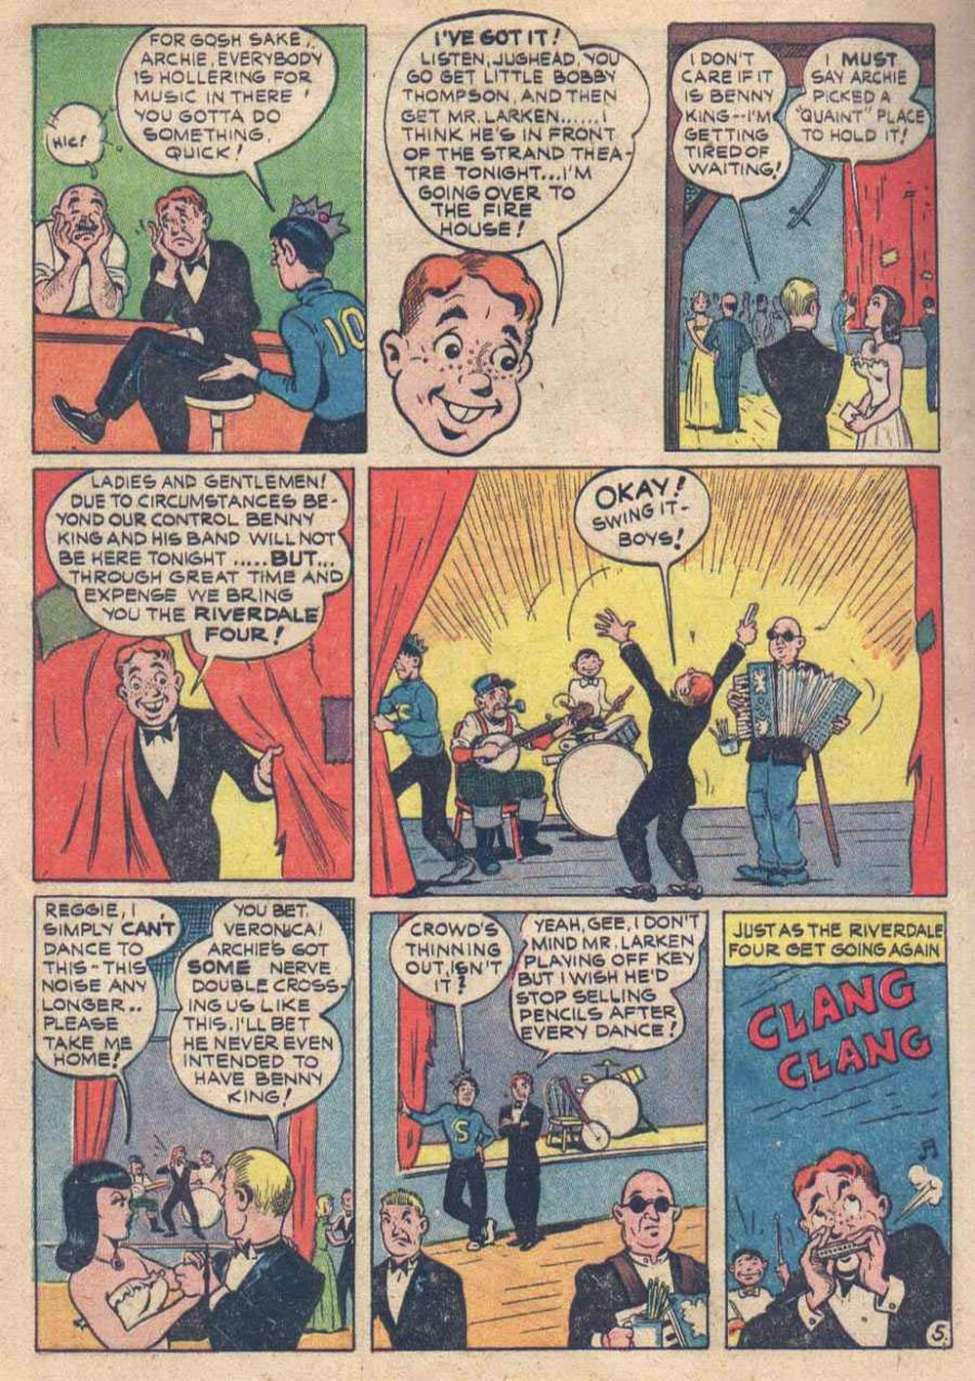 FOR GOSH SAKE,
ARCHIE, EVERYBODY
IS HOLLERING FOR
MUSIC IN THERE!
YOU GOTTA DO
SOMETHING,
QUICK!
HIC!
10
I'VE GOT IT!
LISTEN, JUGHEAD, YOU
GO GET LITTLE BOBBY
THOMPSON, AND THEN
GET MR. LARKEN......I
THINK HE'S IN FRONT
OF THE STRAND THEA-
TRE TONIGHT...I'M
GOING OVER TO
THE FIRE
HOUSE!
I DON'T
CARE IF IT
IS BENNY
KING--I'M
GETTING
TIRED OF
WAITING!
I MUST
SAY ARCHIE
PICKED A
"QUAINT" PLACE
TO HOLD IT!
LADIES AND GENTLEMEN!
DUE TO CIRCUMSTANCES BE-
YOND OUR CONTROL BENNY
KING AND HIS BAND WILL NOT
BE HERE TONIGHT .....BUT...
THROUGH GREAT TIME AND
EXPENSE WE BRING
YOU THE RIVERDALE
FOUR!
OKAY!
SWING IT-
BOYS!
S
REGGIE, I
SIMPLY CAN'T
DANCE TO
THIS-THIS
NOISE ANY
LONGER..
PLEASE
TAKE ME
HOME!
YOU BET,
VERONICA!
ARCHIE'S GOT
SOME NERVE
DOUBLE CROSS-
ING US LIKE
THIS. I'LL BET
HE NEVER EVEN
INTENDED TO
HAVE BENNY
KING!
CROWD'S
THINNING
OUT, ISN'T
IT?
YEAH, GEE, I DON'T
MIND MR. LARKEN
PLAYING OFF KEY
BUT I WISH HE'D
STOP SELLING
PENCILS AFTER
EVERY DANCE!
S
JUST AS THE RIVERDALE
FOUR GET GOING AGAIN
CLANG
CLANG
5